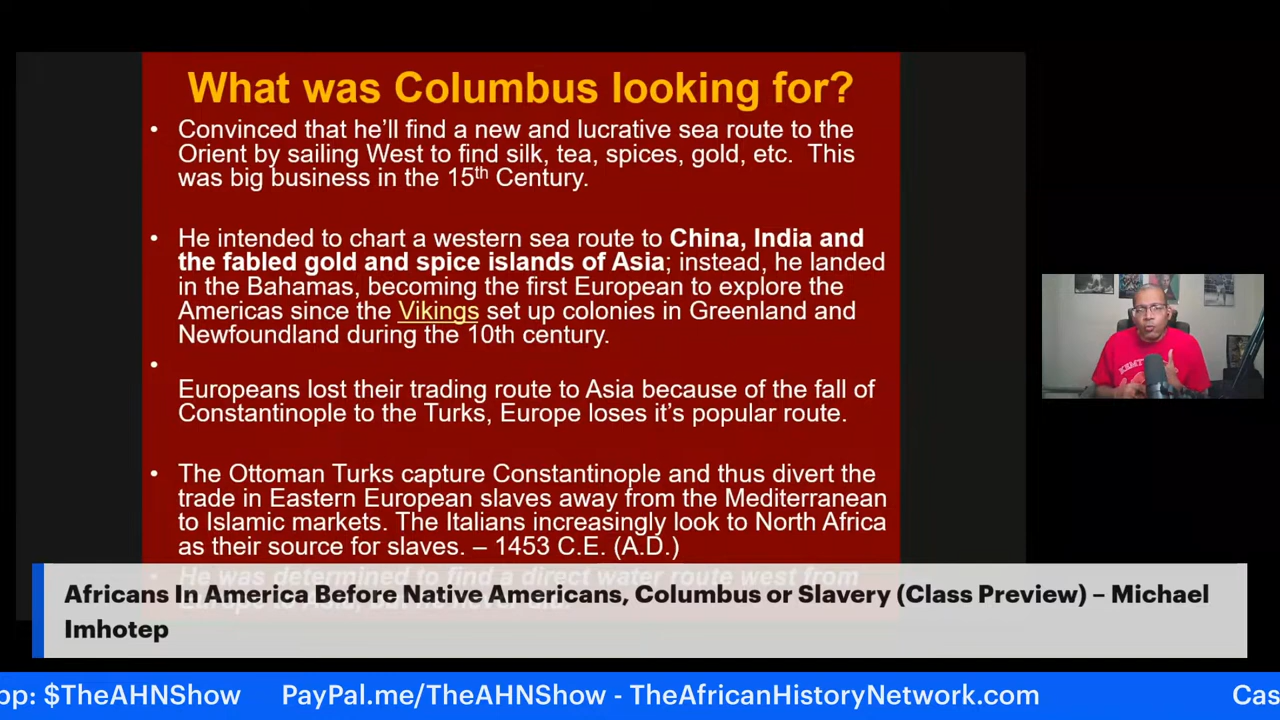 What was Columbus looking for?
• Convinced that he'll find a new and lucrative sea route to the
Orient by sailing West to find silk, tea, spices, gold, etc. This
was big business in the 15th Century.
• He intended to chart a western sea route to China, India and
the fabled gold and spice islands of Asia; instead, he landed
in the Bahamas, becoming the first European to explore the
Americas since the Vikings set up colonies in Greenland and
Newfoundland during the 10th century.
•
Europeans lost their trading route to Asia because of the fall of
Constantinople to the Turks, Europe loses it's popular route.
• The Ottoman Turks capture Constantinople and thus divert the
trade in Eastern European slaves away from the Mediterranean
to Islamic markets. The Italians increasingly look to North Africa
as their source for slaves. – 1453 C.E. (A.D.)
• He was determined to find a direct water route west from
Europe to Asia, but he never did.
Africans In America Before Native Americans, Columbus or Slavery (Class Preview) – Michael
Imhotep
pp: $TheAHNShow PayPal.me/TheAHNShow - TheAfricanHistoryNetwork.com Cas